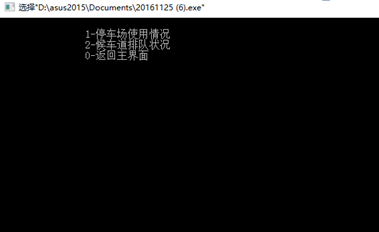 选择"D:\asus2015\Documents\20161125 (6).exe"
1-停车场使用情况
2-候车道排队状况
0-返回主界面